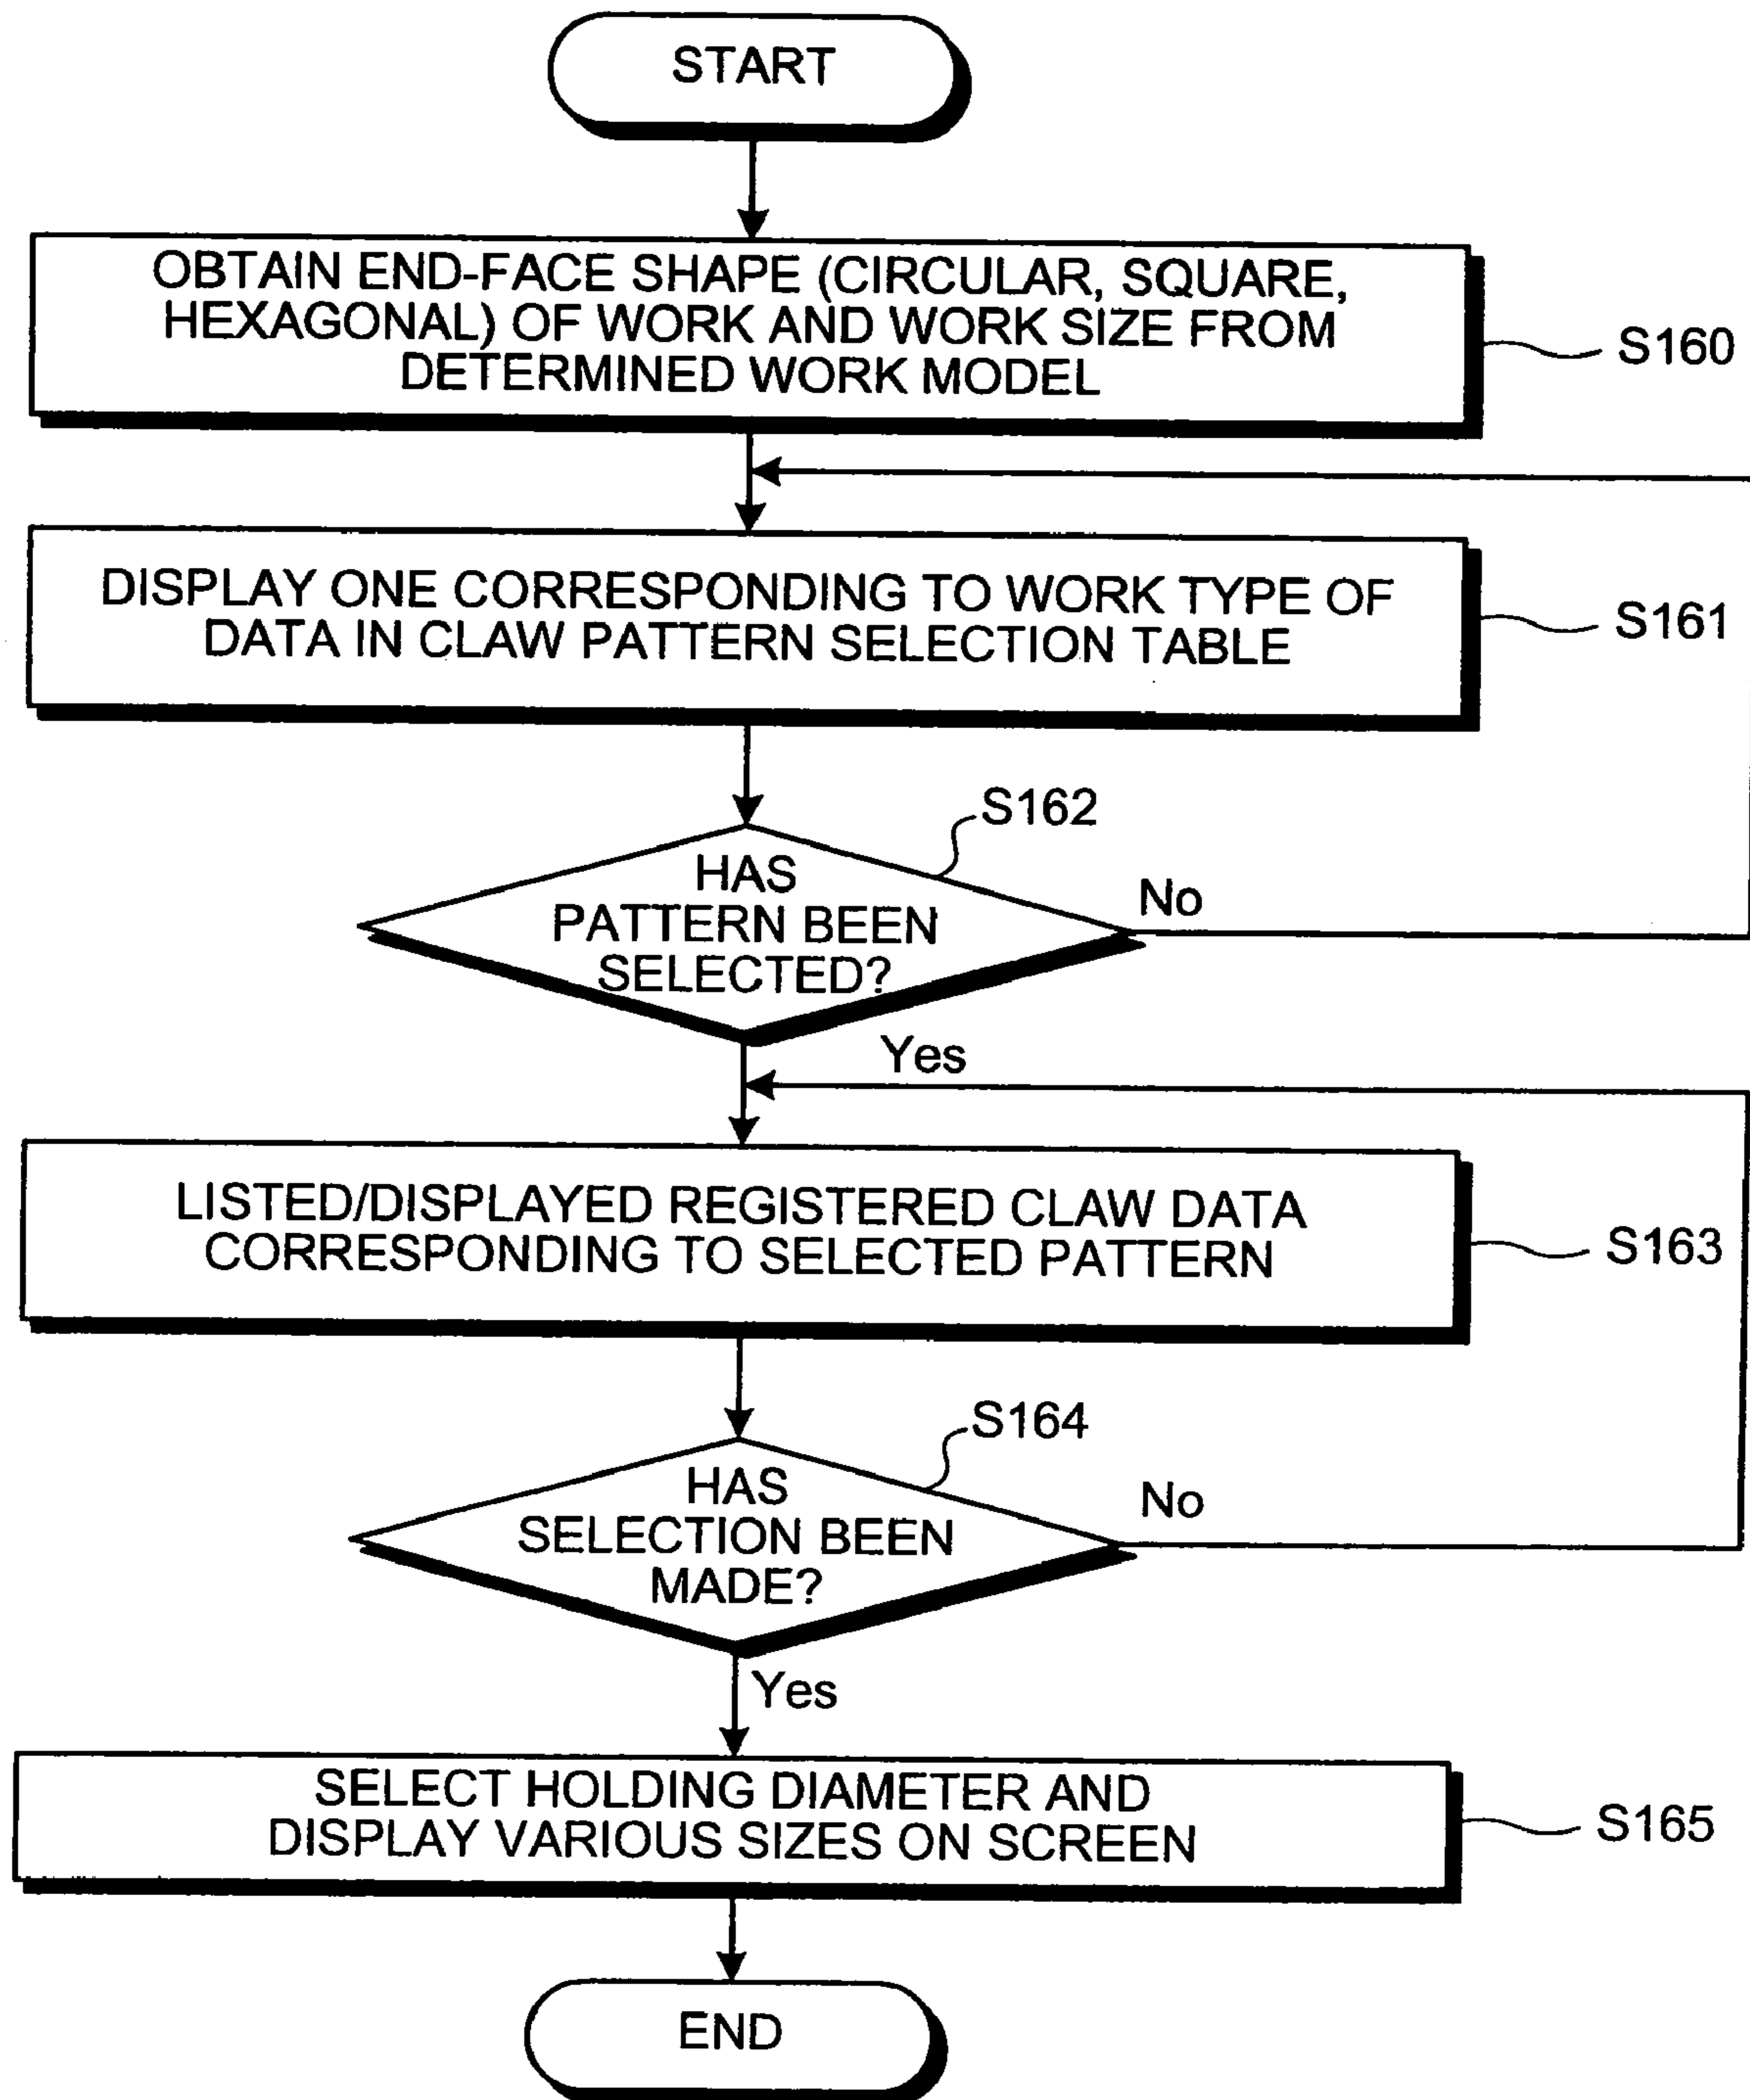 START
OBTAIN END-FACE SHAPE (CIRCULAR, SQUARE,
HEXAGONAL) OF WORK AND WORK SIZE FROM
DETERMINED WORK MODEL
S160
DISPLAY ONE CORRESPONDING TO WORK TYPE OF
DATA IN CLAW PATTERN SELECTION TABLE
S161
S162
HAS
PATTERN BEEN
SELECTED?
No
Yes
LISTED/DISPLAYED REGISTERED CLAW DATA
CORRESPONDING TO SELECTED PATTERN
S163
S164
HAS
SELECTION BEEN
MADE?
No
Yes
SELECT HOLDING DIAMETER AND
DISPLAY VARIOUS SIZES ON SCREEN
S165
END